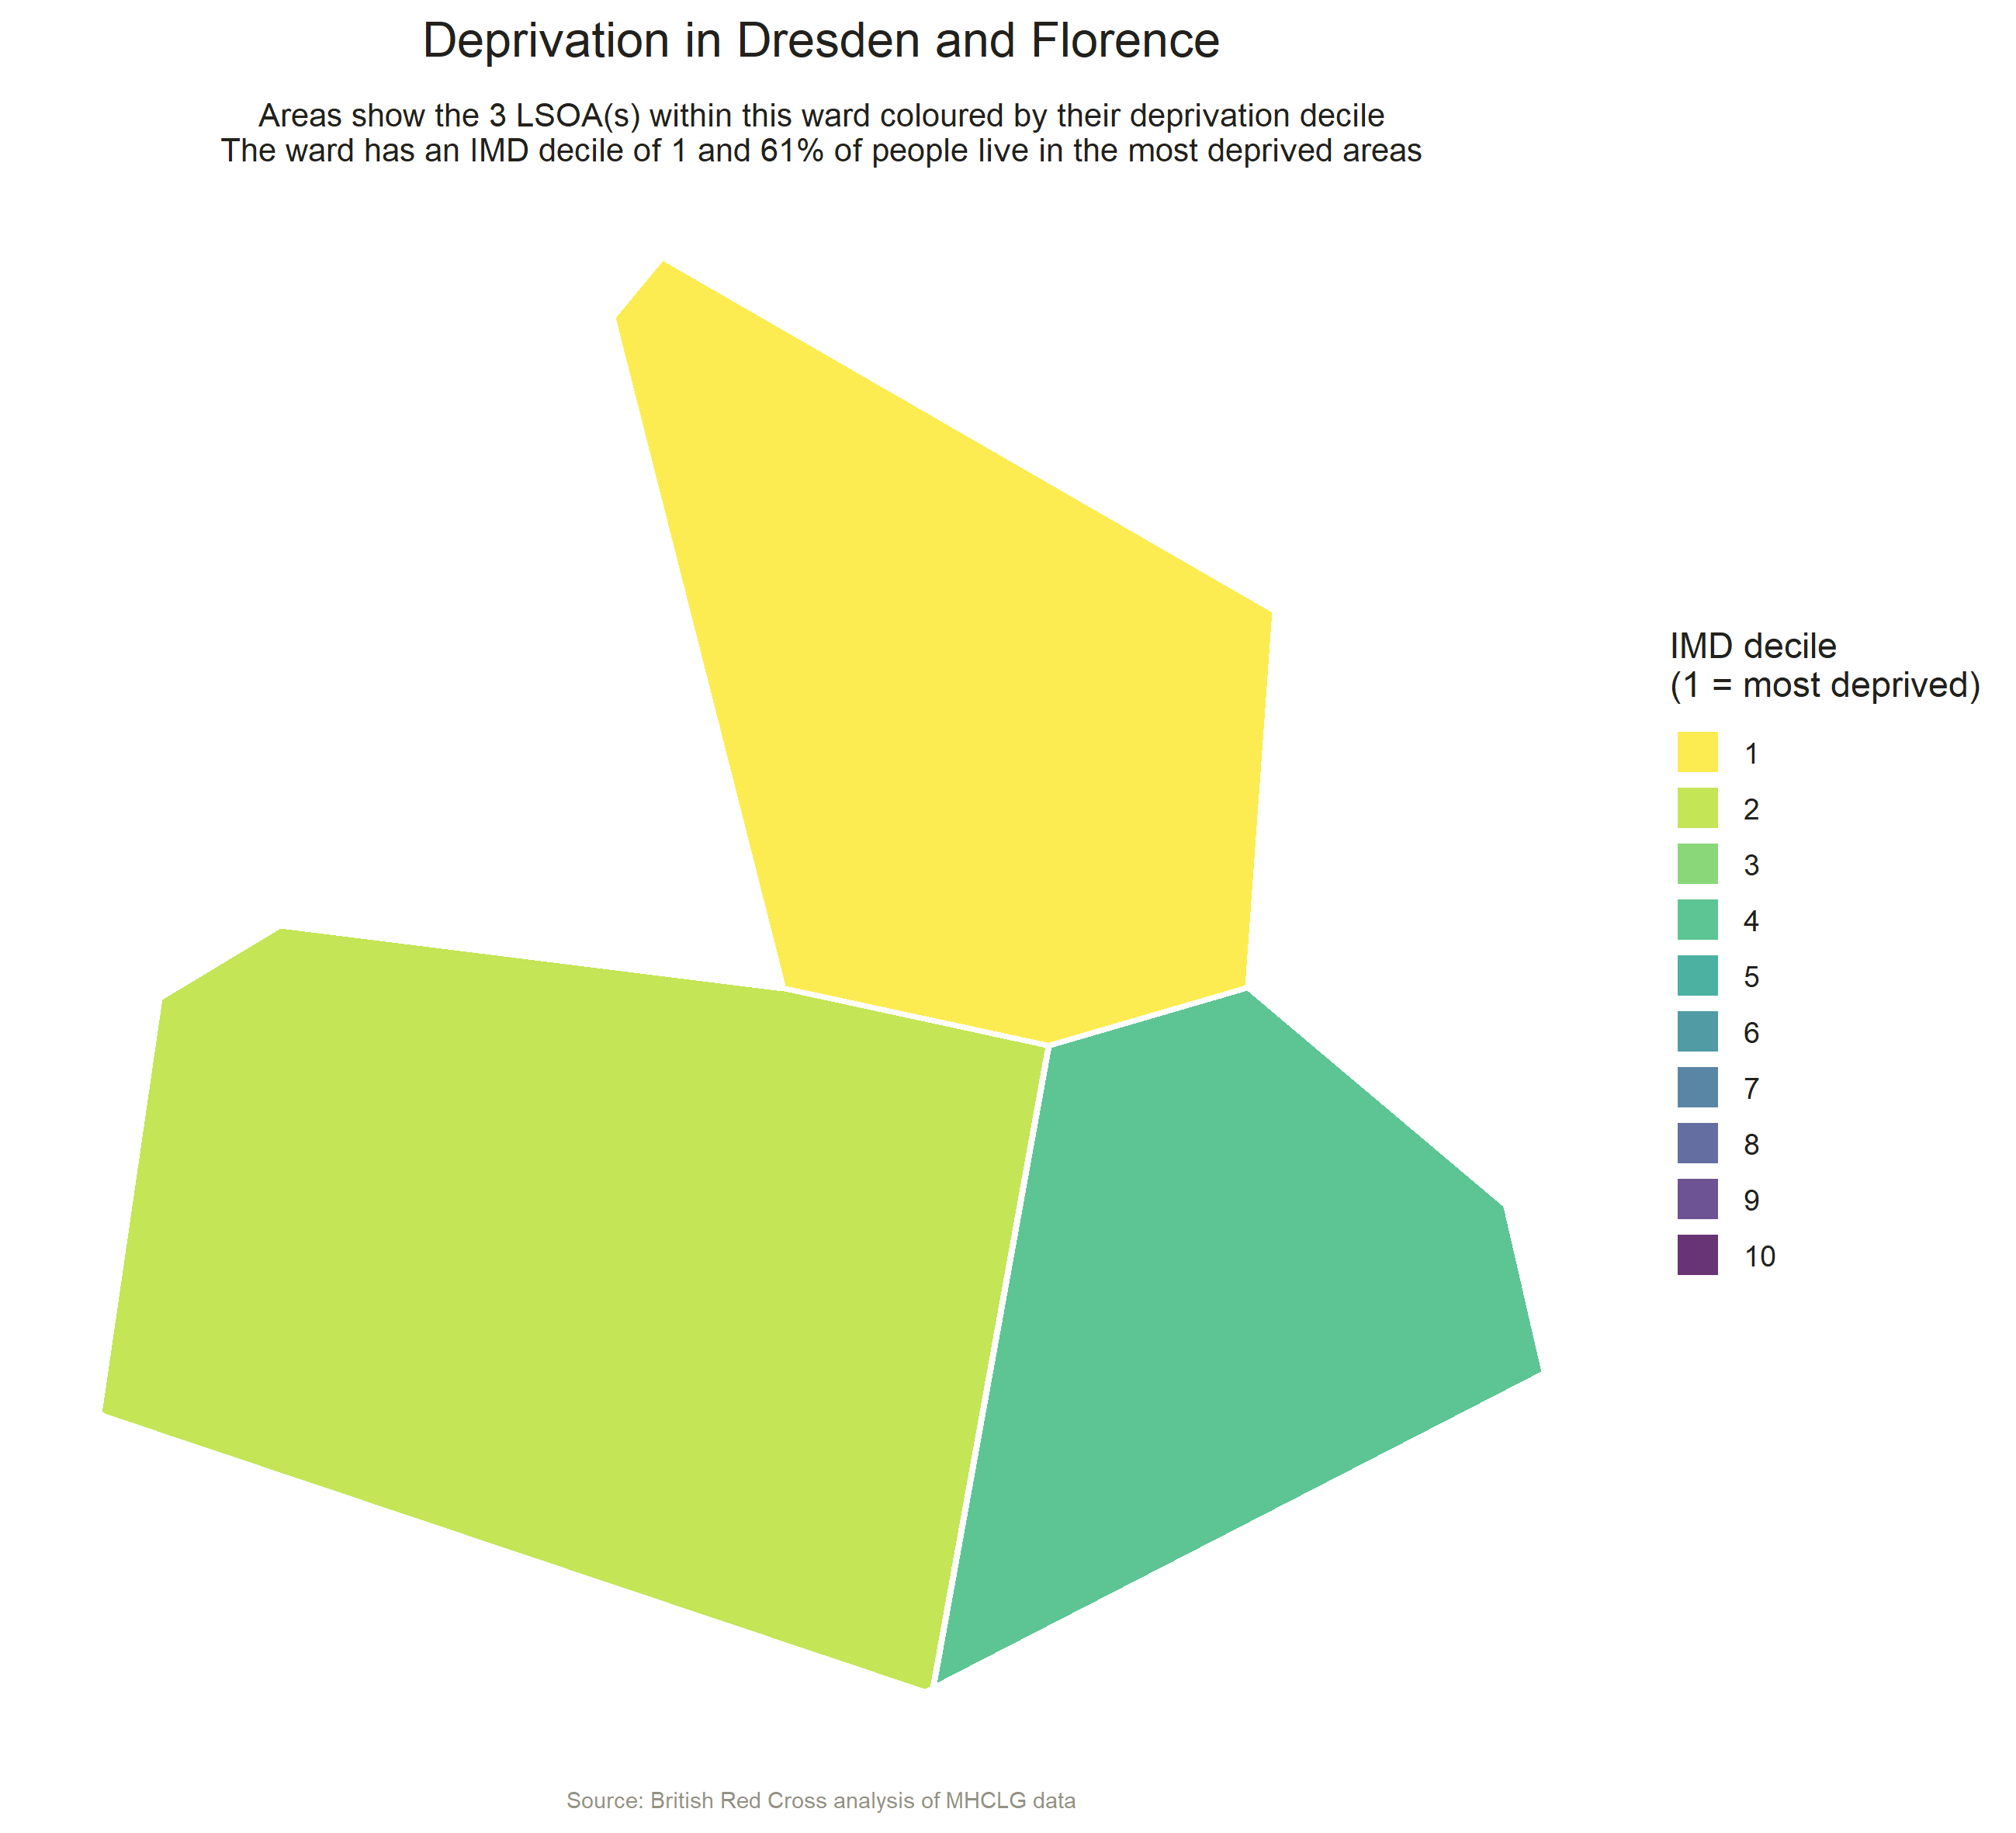 Deprivation in Dresden and Florence
Areas show the 3 LSOA(s) within this ward coloured by their deprivation decile
The ward has an IMD decile of 1 and 61% of people live in the most deprived areas
IMD decile
(1 = most deprived)
1
2
3
4
5
6
7
8
9
10
Source: British Red Cross analysis of MHCLG data